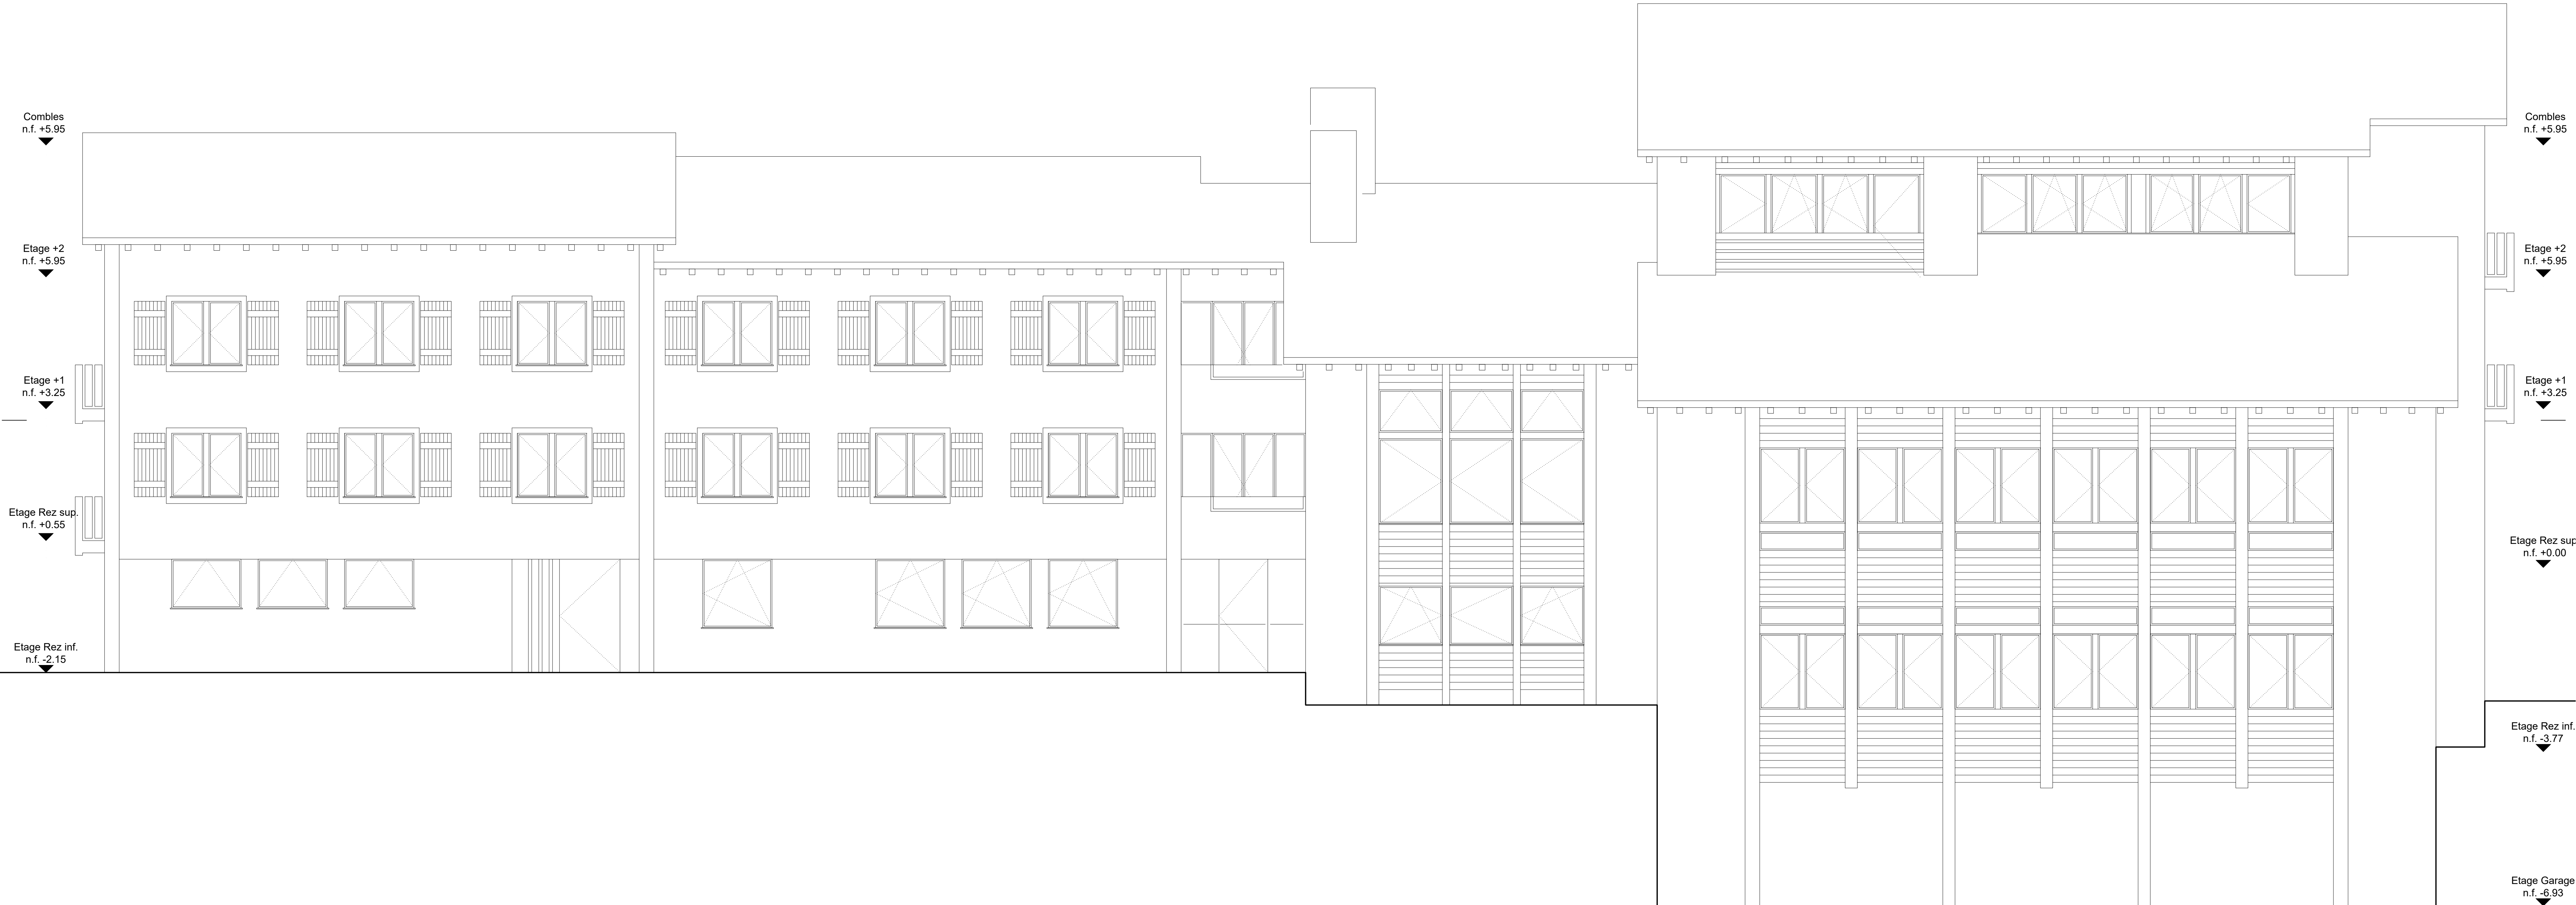 Combles
n.f. +5.95
Etage +2
n.f. +5.95
Etage +1
n.f. +3.25
Etage Rez sup.
n.f. +0.55
Etage Rez inf.
n.f. -2.15
Combles
n.f. +5.95
Etage +2
n.f. +5.95
Etage +1
n.f. +3.25
Etage Rez sup
n.f. +0.00
Etage Rez inf.
n.f. -3.77
Etage Garage
n.f. -6.93